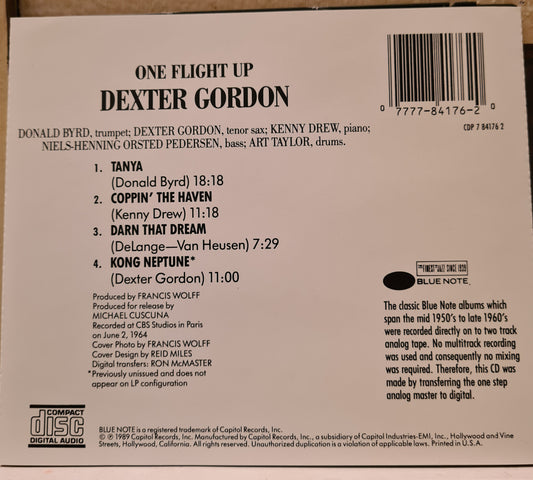 ONE FLIGHT UP
DEXTER GORDON
0 7777-84176-2 0
CDP 7 84176 2
DONALD BYRD, trumpet; DEXTER GORDON, tenor sax; KENNY DREW, piano;
NIELS-HENNING ORSTED PEDERSEN, bass; ART TAYLOR, drums.
1. TANYA
(Donald Byrd) 18:18
2. COPPIN' THE HAVEN
(Kenny Drew) 11:18
3. DARN THAT DREAM
(DeLange—Van Heusen) 7:29
4. KONG NEPTUNE*
(Dexter Gordon) 11:00
Produced by FRANCIS WOLFF
Produced for release by
MICHAEL CUSCUNA
Recorded at CBS Studios in Paris
on June 2, 1964
Cover Photo by FRANCIS WOLFF
Cover Design by REID MILES
Digital transfers: RON McMASTER
*Previously unissued and does not
appear on LP configuration
THE FINEST IN JAZZ SINCE 1939
BLUE NOTE
The classic Blue Note albums which
span the mid 1950's to late 1960's
were recorded directly on to two track
analog tape. No multitrack recording
was used and consequently no mixing
was required. Therefore, this CD was
made by transferring the one step
analog master to digital.
COMPACT
disc
DIGITAL AUDIO
BLUE NOTE is a registered trademark of Capitol Records, Inc.
© ℗ 1989 Capitol Records, Inc. Manufactured by Capitol Records, Inc., a subsidiary of Capitol Industries-EMI, Inc., Hollywood and Vine
Streets, Hollywood, California. All rights reserved. Unauthorized duplication is a violation of applicable laws. Printed in U.S.A.